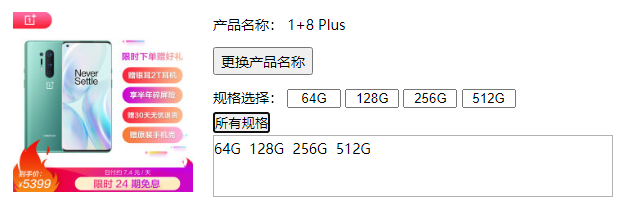 1+
Never
Settle
限时下单赠好礼
赠银耳2T耳机
享半年碎屏险
赠30天无忧退货
赠原装手机壳
到手价:
¥5399
日付约 7.4 元 / 天
限时 24 期免息
产品名称： 1+8 Plus
更换产品名称
规格选择： 64G 128G 256G 512G
所有规格
64G 128G 256G 512G